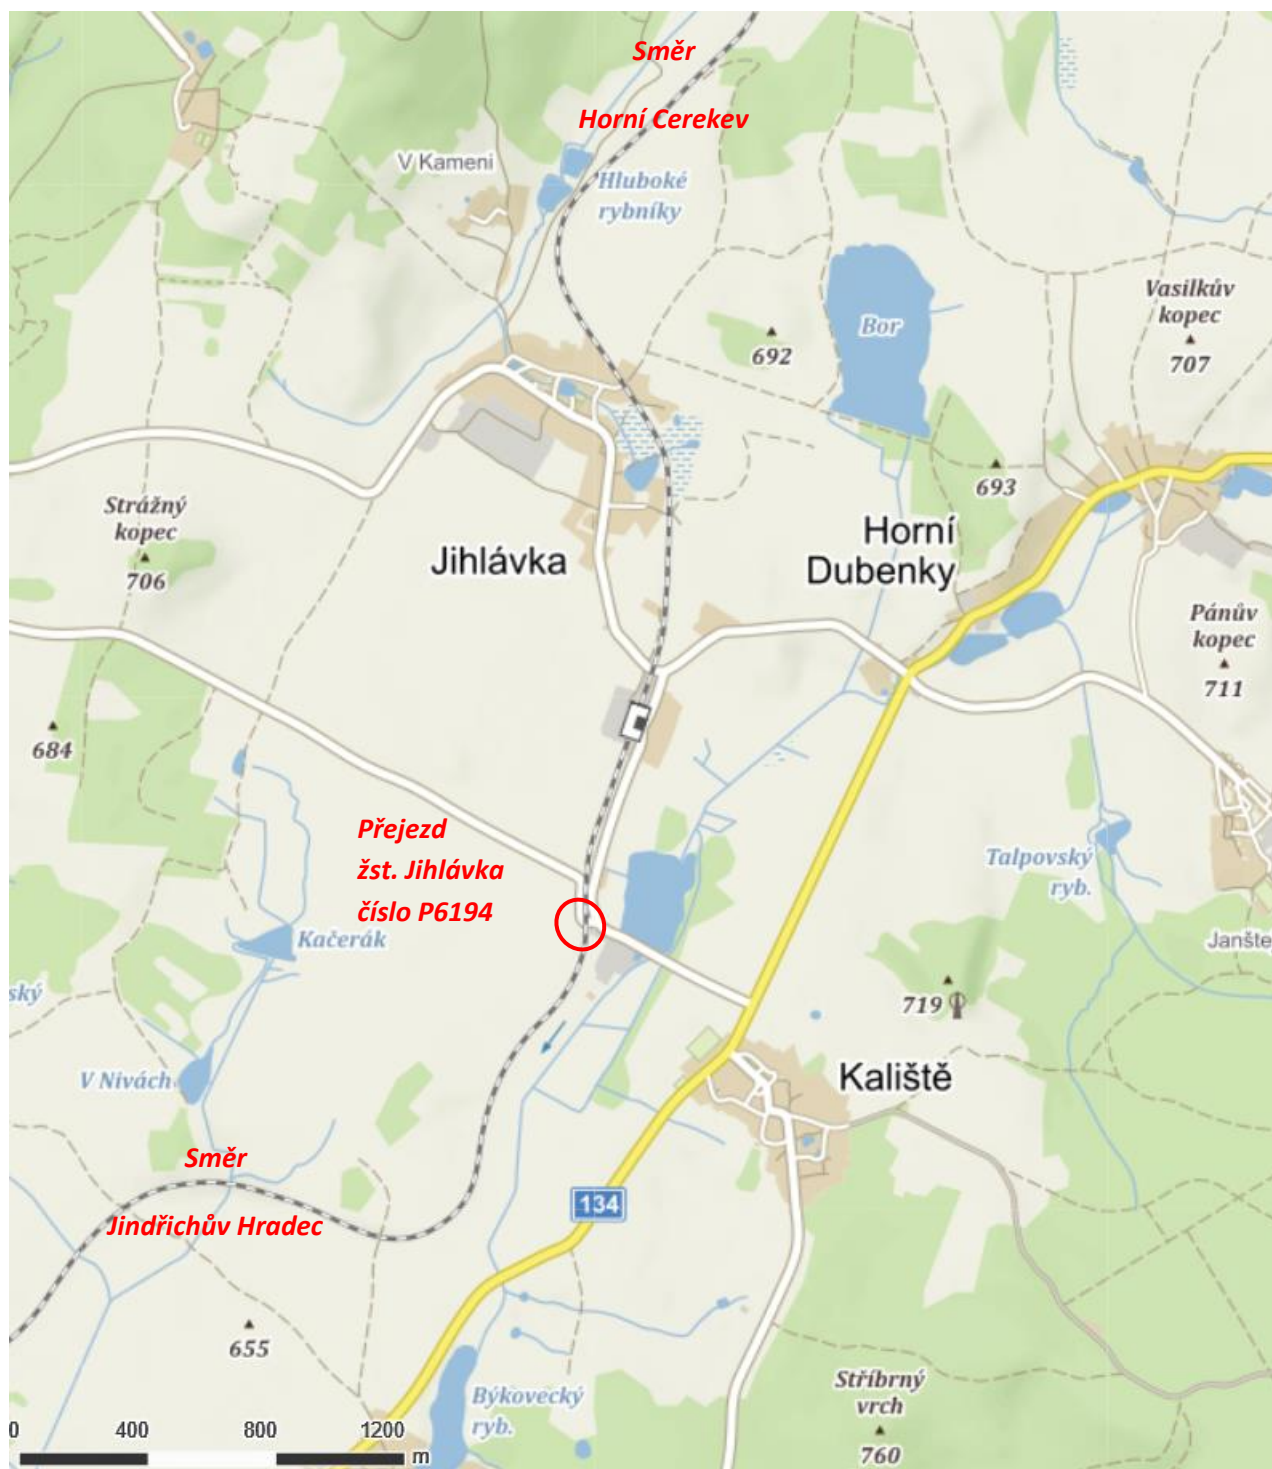 Směr
Horní Cerekev
V Kameni
Hluboké
rybníky
Vasilkův
kopec
707
Bor
692
693
Strážný
kopec
706
Jihlávka
Horní
Dubenky
Pánův
kopec
711
684
Přejezd
žst. Jihlávka
číslo P6194
Talpovský
ryb.
Kačerák
Janště
ský
719
V Nivách
Kaliště
Směr
Jindřichův Hradec
134
655
Stříbrný
vrch
760
Býkovecký
ryb.
0 400 800 1200
m